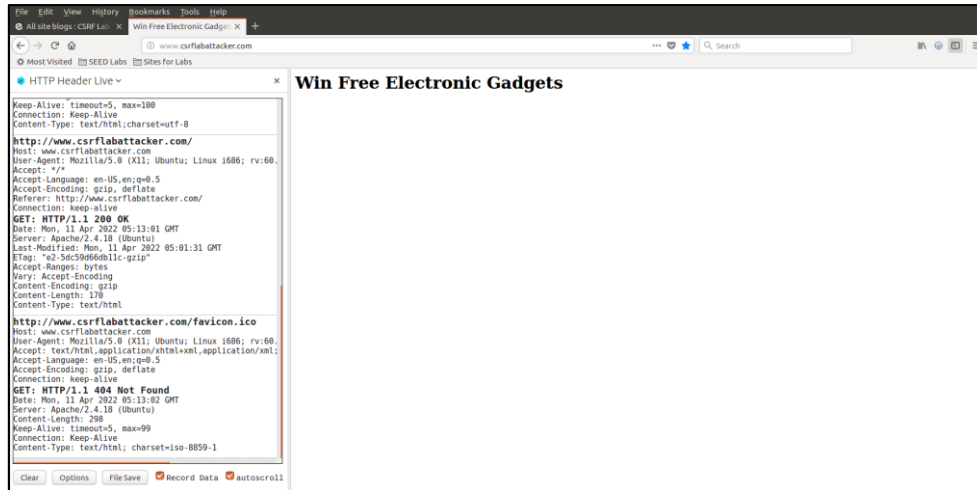 File Edit View History Bookmarks Tools Help
All site blogs : CSRF Lab × Win Free Electronic Gadget × +
www.csrflabattacker.com ··· Search
Most Visited SEED Labs Sites for Labs
HTTP Header Live ×
Keep-Alive: timeout=5, max=100
Connection: Keep-Alive
Content-Type: text/html;charset=utf-8
http://www.csrflabattacker.com/
Host: www.csrflabattacker.com
User-Agent: Mozilla/5.0 (X11; Ubuntu; Linux i686; rv:60.
Accept: */*
Accept-Language: en-US,en;q=0.5
Accept-Encoding: gzip, deflate
Referer: http://www.csrflabattacker.com/
Connection: keep-alive
GET: HTTP/1.1 200 OK
Date: Mon, 11 Apr 2022 05:13:01 GMT
Server: Apache/2.4.18 (Ubuntu)
Last-Modified: Mon, 11 Apr 2022 05:01:31 GMT
ETag: "e2-5dc59d66db11c-gzip"
Accept-Ranges: bytes
Vary: Accept-Encoding
Content-Encoding: gzip
Content-Length: 170
Content-Type: text/html
http://www.csrflabattacker.com/favicon.ico
Host: www.csrflabattacker.com
User-Agent: Mozilla/5.0 (X11; Ubuntu; Linux i686; rv:60.
Accept: text/html,application/xhtml+xml,application/xml;
Accept-Language: en-US,en;q=0.5
Accept-Encoding: gzip, deflate
Connection: keep-alive
GET: HTTP/1.1 404 Not Found
Date: Mon, 11 Apr 2022 05:13:02 GMT
Server: Apache/2.4.18 (Ubuntu)
Content-Length: 298
Keep-Alive: timeout=5, max=99
Connection: Keep-Alive
Content-Type: text/html; charset=iso-8859-1
Clear Options File Save Record Data autoscroll
Win Free Electronic Gadgets